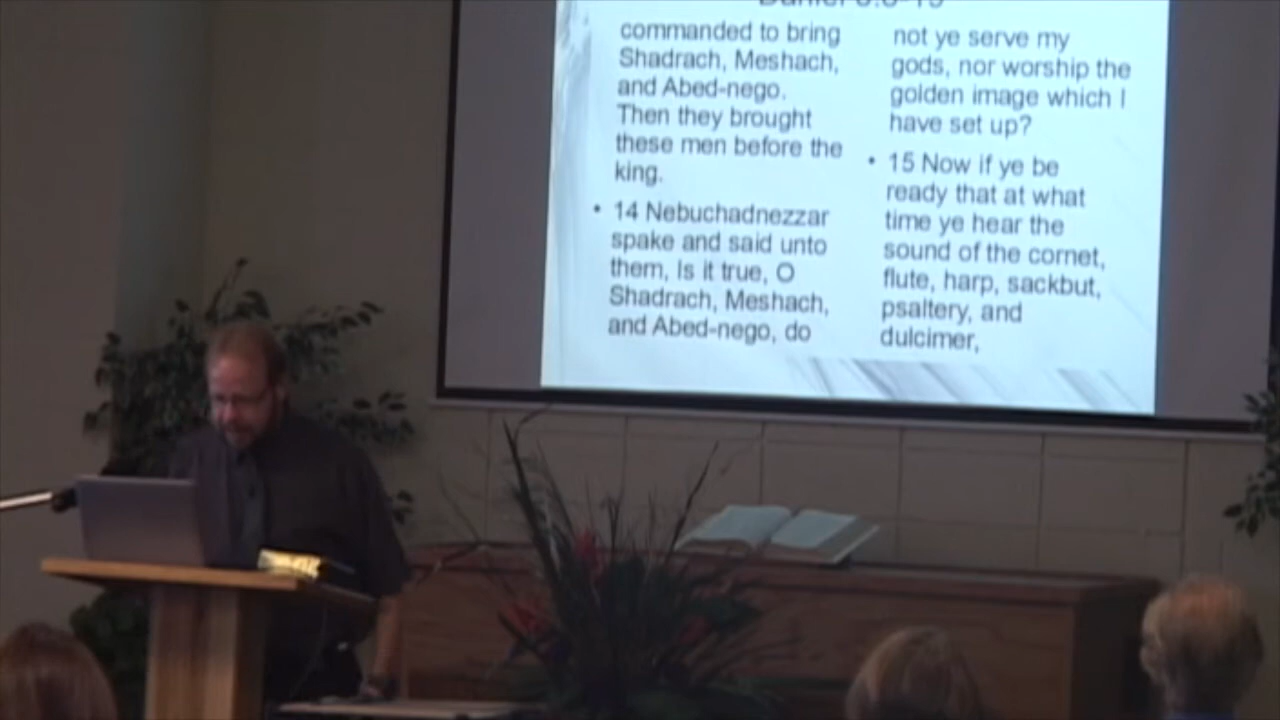 commanded to bring
Shadrach, Meshach,
and Abed-nego.
Then they brought
these men before the
king.
• 14 Nebuchadnezzar
spake and said unto
them, Is it true, O
Shadrach, Meshach,
and Abed-nego, do
not ye serve my
gods, nor worship the
golden image which I
have set up?
• 15 Now if ye be
ready that at what
time ye hear the
sound of the cornet,
flute, harp, sackbut,
psaltery, and
dulcimer,